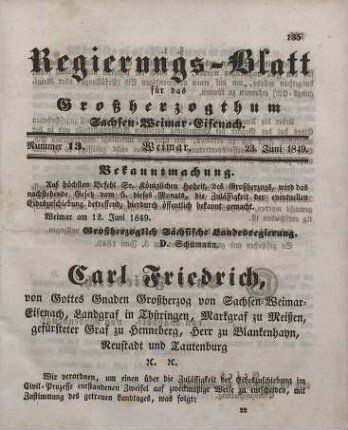 135
Regierungs-Blatt
für das
Großherzogthum
Sachsen-Weimar-Eisenach.
Nummer 13. Weimar. 23. Juni 1849.
Bekanntmachung.
Auf höchsten Befehl Sr. Königlichen Hoheit, des Großherzogs, wird das
nachstehende Gesetz vom 5. dieses Monats, die Zulässigkeit der eventuellen
Eideszuschiebung betreffend, hierdurch öffentlich bekannt gemacht.
Weimar am 12. Juni 1849.
Großherzoglich Sächsische Landesregierung.
D. Schumann.
Carl Friedrich,
von Gottes Gnaden Großherzog von Sachsen-Weimar-
Eisenach, Landgraf in Thüringen, Markgraf zu Meißen,
gefürsteter Graf zu Henneberg, Herr zu Blankenhayn,
Neustadt und Tautenburg
ꝛc. ꝛc.
Wir verordnen, um einen über die Zulässigkeit der Eideszuschiebung im
Civil-Prozesse entstandenen Zweifel auf zweckmäßige Weise zu entscheiden, mit
Zustimmung des getreuen Landtages, was folgt:
22